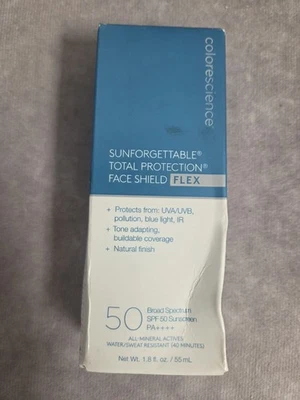 colorescience®
SUNFORGETTABLE®
TOTAL PROTECTION®
FACE SHIELD FLEX
+ Protects from: UVA/UVB,
pollution, blue light, IR
+ Tone adapting,
buildable coverage
+ Natural finish
50 Broad Spectrum
SPF 50 Sunscreen
PA++++
ALL-MINERAL ACTIVES
WATER/SWEAT RESISTANT (40 MINUTES)
Net Wt. 1.8 fl. oz. / 55 mL